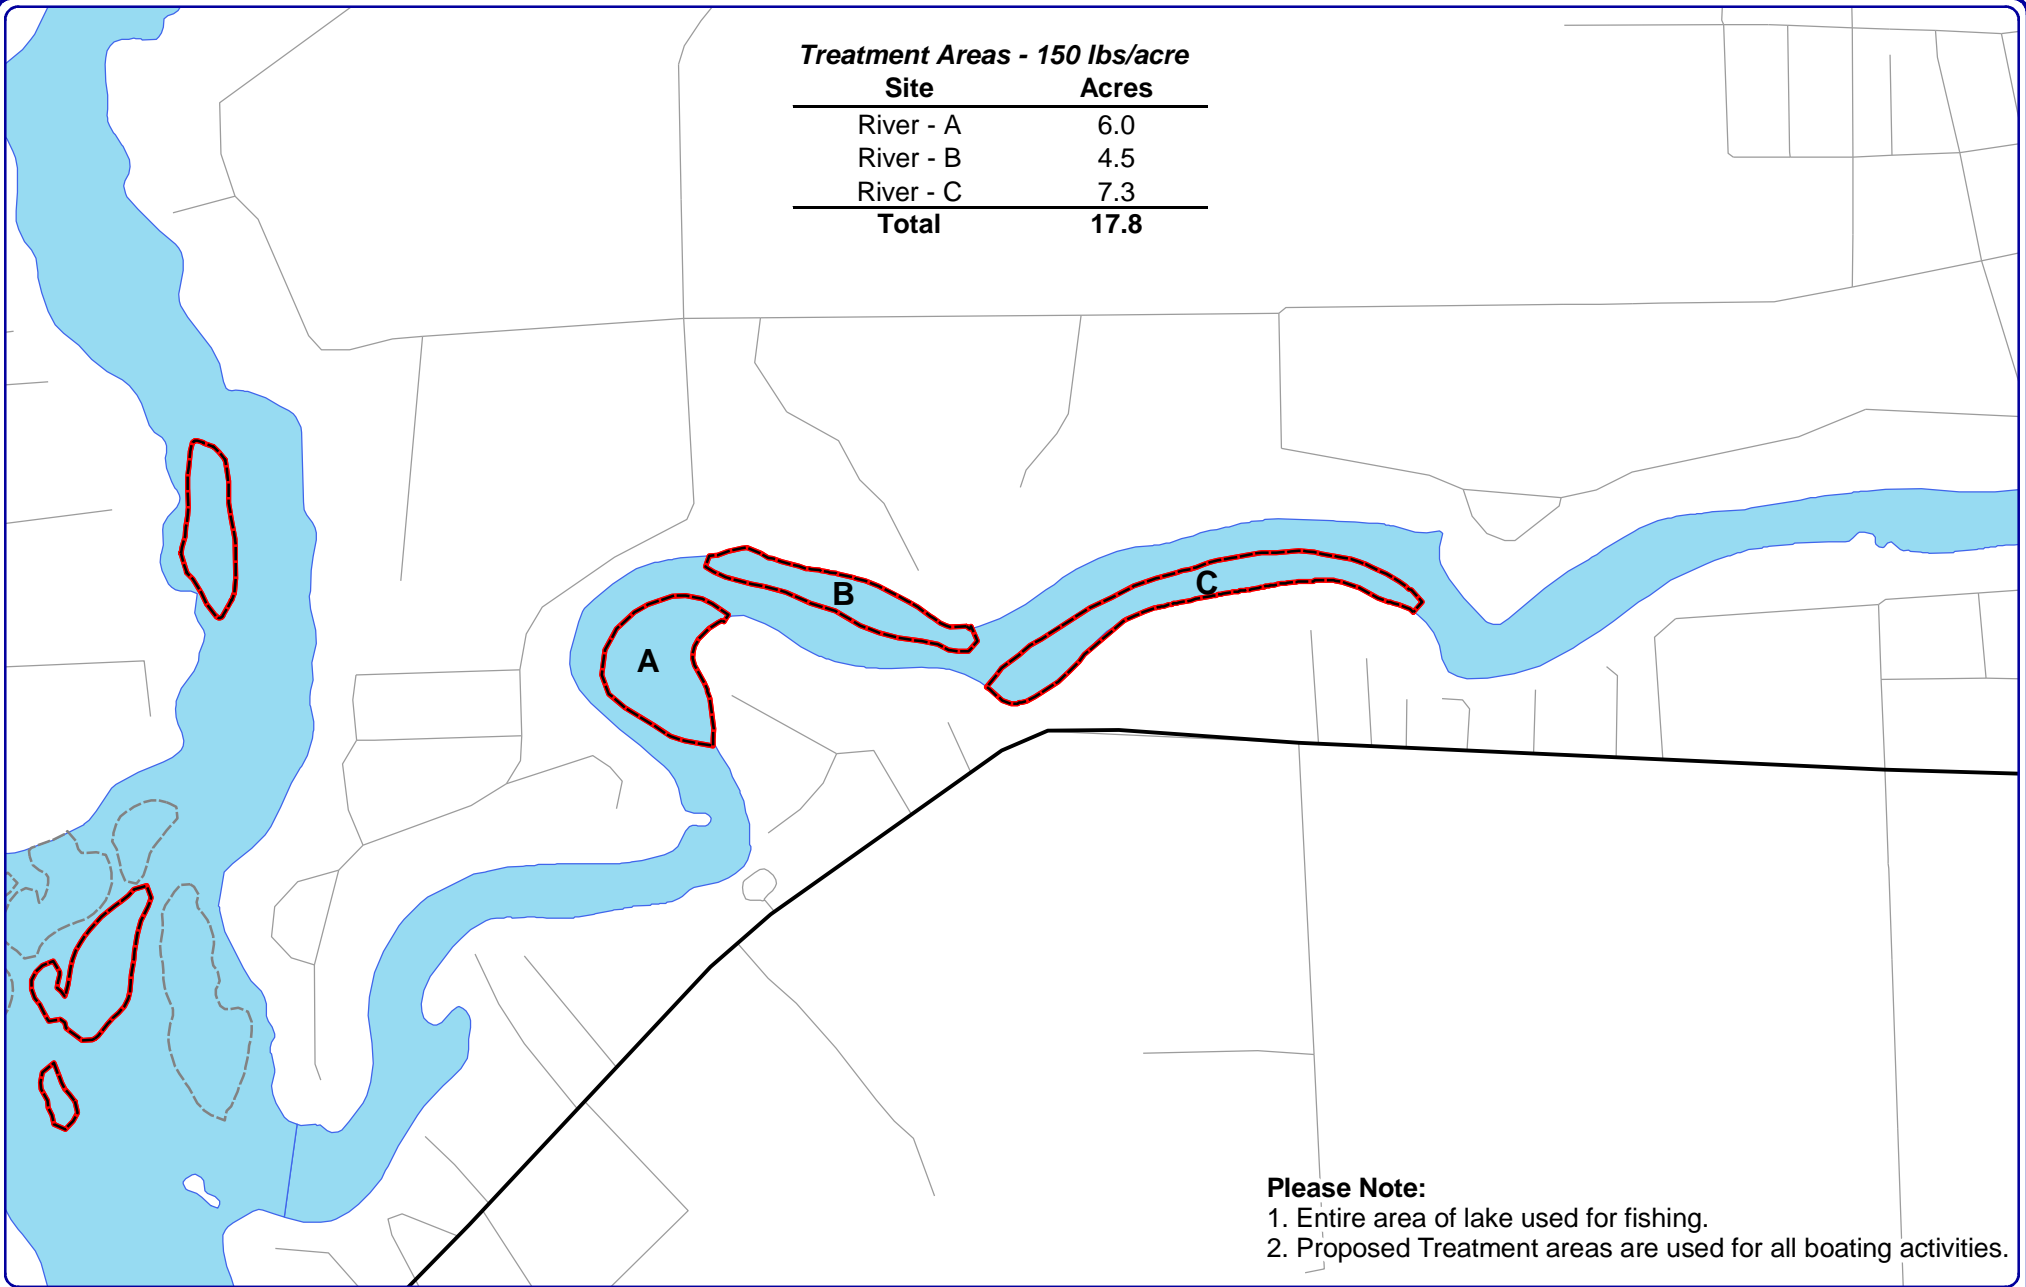 Treatment Areas - 150 lbs/acre
Site Acres
River - A 6.0
River - B 4.5
River - C 7.3
Total 17.8
B
C
A
Please Note:
1. Entire area of lake used for fishing.
2. Proposed Treatment areas are used for all boating activities.